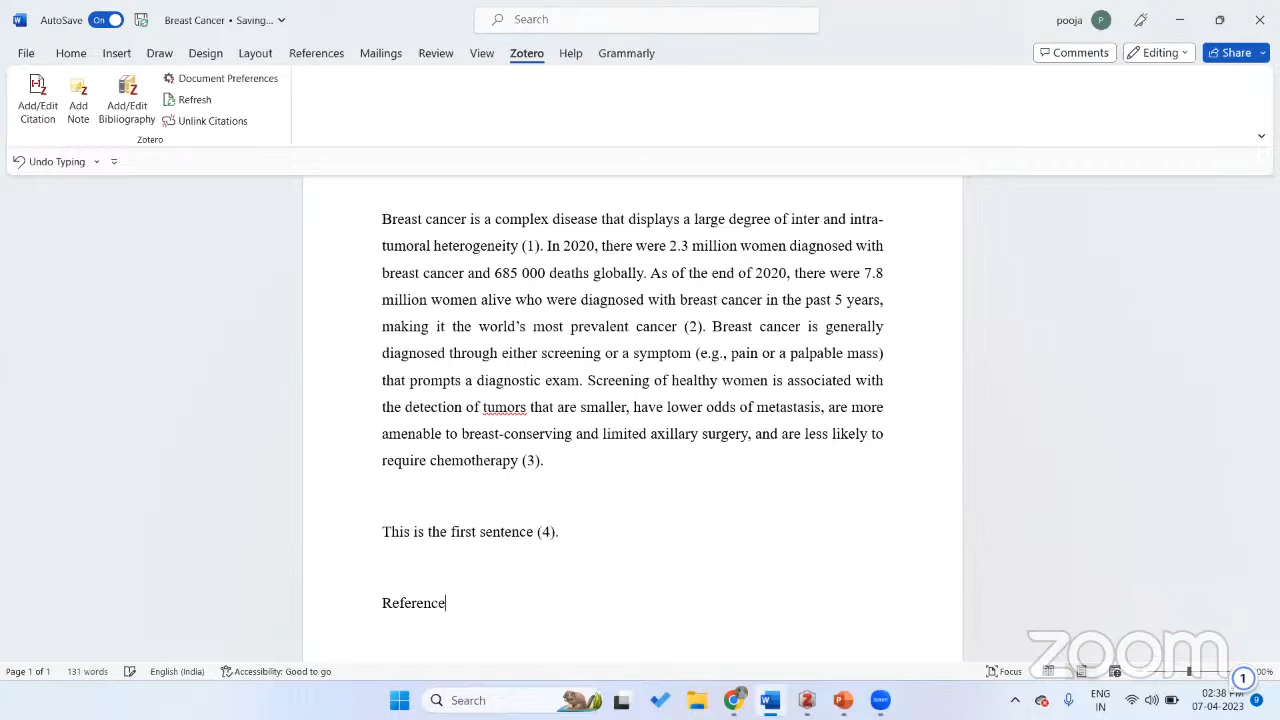 AutoSave On Breast Cancer • Saving... Search pooja
File Home Insert Draw Design Layout References Mailings Review View Zotero Help Grammarly Comments Editing Share
Document Preferences
Refresh
Add/Edit Add Add/Edit
Citation Note Bibliography Unlink Citations
Zotero
Undo Typing
Breast cancer is a complex disease that displays a large degree of inter and intra-
tumoral heterogeneity (1). In 2020, there were 2.3 million women diagnosed with
breast cancer and 685 000 deaths globally. As of the end of 2020, there were 7.8
million women alive who were diagnosed with breast cancer in the past 5 years,
making it the world’s most prevalent cancer (2). Breast cancer is generally
diagnosed through either screening or a symptom (e.g., pain or a palpable mass)
that prompts a diagnostic exam. Screening of healthy women is associated with
the detection of tumors that are smaller, have lower odds of metastasis, are more
amenable to breast-conserving and limited axillary surgery, and are less likely to
require chemotherapy (3).
This is the first sentence (4).
Reference
zoom
Page 1 of 1 131 words English (India) Accessibility: Good to go Focus 1
Search
ENG
IN
02:38 PM
07-04-2023
9